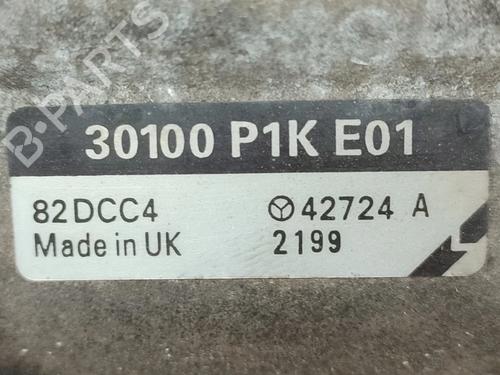 30100 P1K E01
82DCC4 42724 A
Made in UK 2199
L
B-PARTS